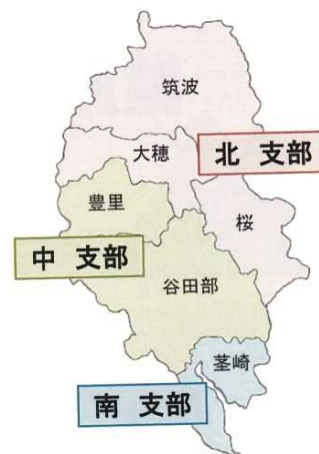 筑波
大穂
北 支部
豊里
桜
中 支部
谷田部
茎崎
南 支部